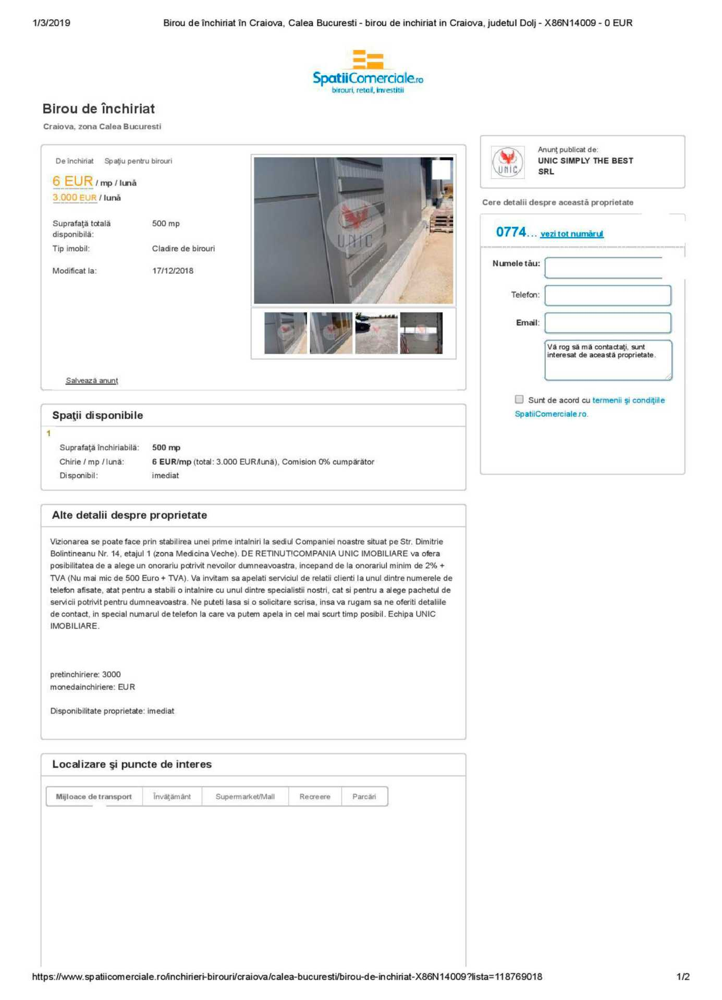 1/3/2019
Birou de închiriat în Craiova, Calea Bucuresti - birou de inchiriat in Craiova, judetul Dolj - X86N14009 - 0 EUR
SpatiiComerciale.ro
birouri, retail, investitii
Birou de închiriat
Craiova, zona Calea Bucuresti
De închiriat Spaţiu pentru birouri
6 EUR / mp / lună
3.000 EUR / lună
Suprafaţă totală
disponibilă:
500 mp
Tip imobil: Cladire de birouri
Modificat la: 17/12/2018
UNIC
Salvează anunţ
UNIC
Anunţ publicat de:
UNIC SIMPLY THE BEST
SRL
Cere detalii despre această proprietate
0774... vezi tot numărul
Numele tău:
Telefon:
Email:
Vă rog să mă contactaţi, sunt
interesat de această proprietate.
Sunt de acord cu termenii şi condiţiile
SpatiiComerciale.ro.
Spaţii disponibile
1
Suprafaţă închiriabilă: 500 mp
Chirie / mp / lună: 6 EUR/mp (total: 3.000 EUR/lună), Comision 0% cumpărător
Disponibil: imediat
Alte detalii despre proprietate
Vizionarea se poate face prin stabilirea unei prime intalniri la sediul Companiei noastre situat pe Str. Dimitrie
Bolintineanu Nr. 14, etajul 1 (zona Medicina Veche). DE RETINUT!COMPANIA UNIC IMOBILIARE va ofera
posibilitatea de a alege un onorariu potrivit nevoilor dumneavoastra, incepand de la onorariul minim de 2% +
TVA (Nu mai mic de 500 Euro + TVA). Va invitam sa apelati serviciul de relatii clienti la unul dintre numerele de
telefon afisate, atat pentru a stabili o intalnire cu unul dintre specialistii nostri, cat si pentru a alege pachetul de
servicii potrivit pentru dumneavoastra. Ne puteti lasa si o solicitare scrisa, insa va rugam sa ne oferiti detaliile
de contact, in special numarul de telefon la care va putem apela in cel mai scurt timp posibil. Echipa UNIC
IMOBILIARE.
pretinchiriere: 3000
monedainchiriere: EUR
Disponibilitate proprietate: imediat
Localizare şi puncte de interes
Mijloace de transport Învăţământ Supermarket/Mall Recreere Parcări
https://www.spatiicomerciale.ro/inchirieri-birouri/craiova/calea-bucuresti/birou-de-inchiriat-X86N14009?lista=118769018
1/2